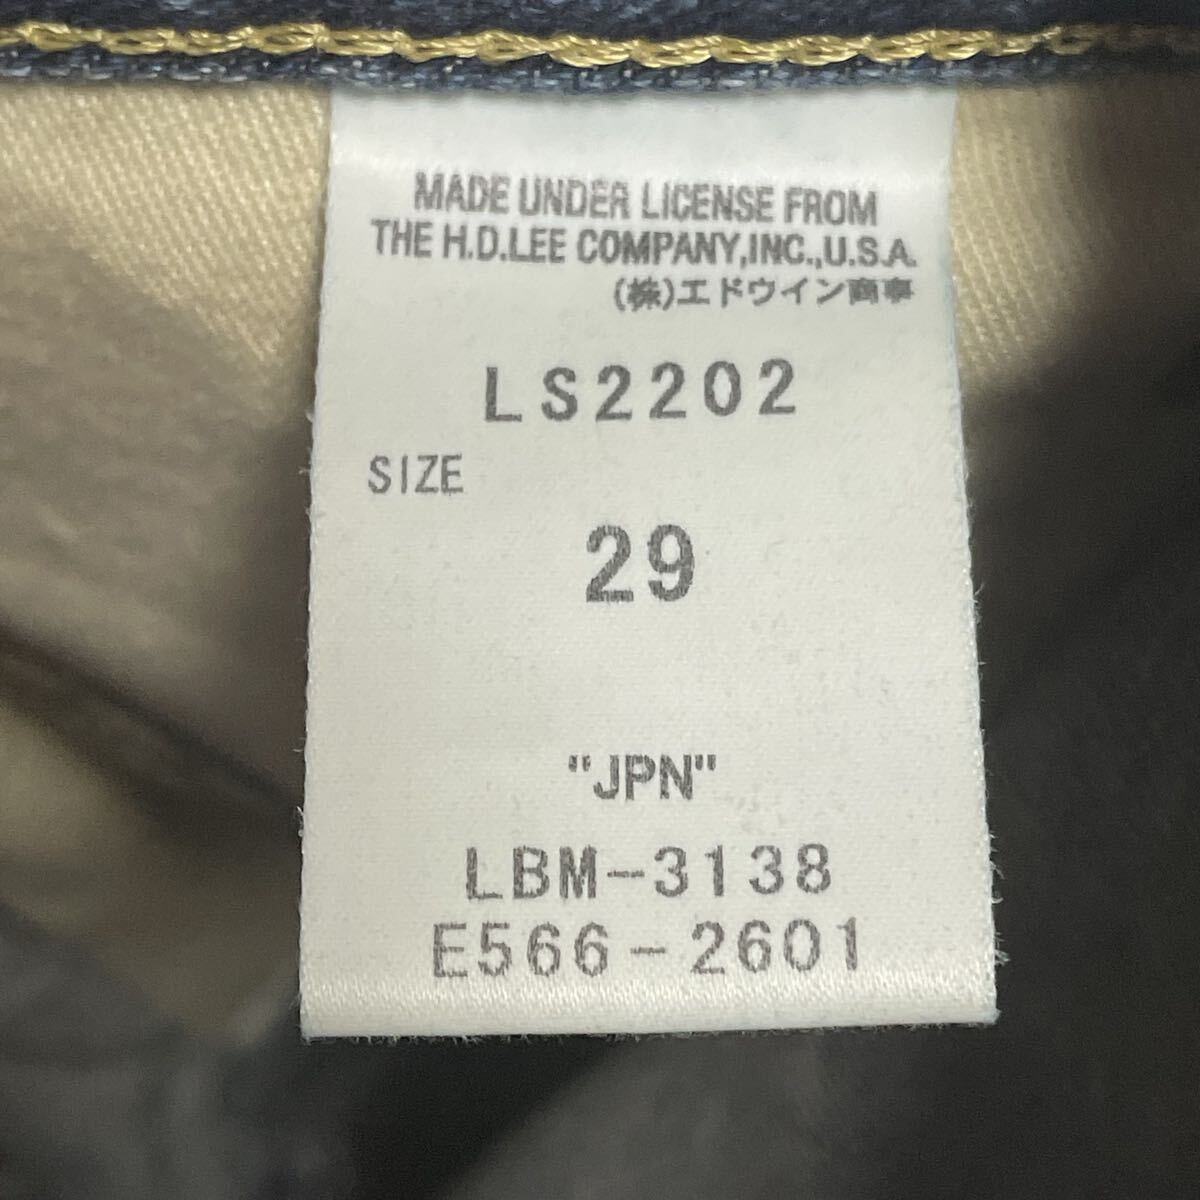 MADE UNDER LICENSE FROM
THE H.D.LEE COMPANY,INC.,U.S.A.
(株)エドウイン商事
LS2202
SIZE
29
"JPN"
LBM-3138
E566-2601